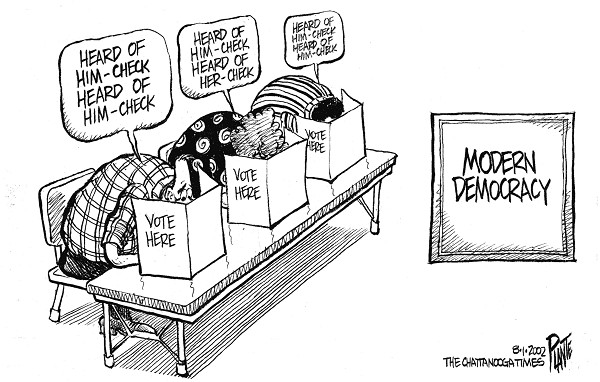 HEARD OF
HIM-CHECK
HEARD OF
HIM-CHECK
HEARD OF
HIM-CHECK
HEARD OF
HER-CHECK
HEARD OF
HIM-CHECK
HEARD OF
HIM-CHECK
VOTE
HERE
VOTE
HERE
VOTE
HERE
MODERN
DEMOCRACY
8·1·2002
THE CHATTANOOGA TIMES
PLANTE